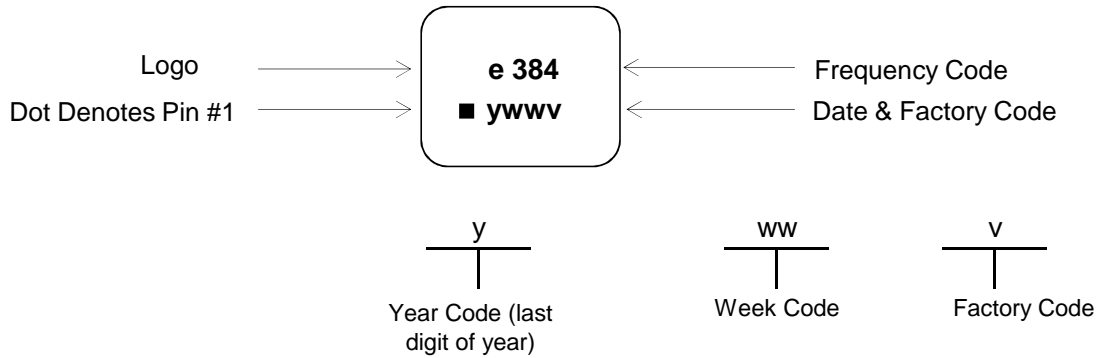 Logo
e 384
Frequency Code
Dot Denotes Pin #1
■ ywwv
Date & Factory Code
y
ww
v
Year Code (last
digit of year)
Week Code
Factory Code